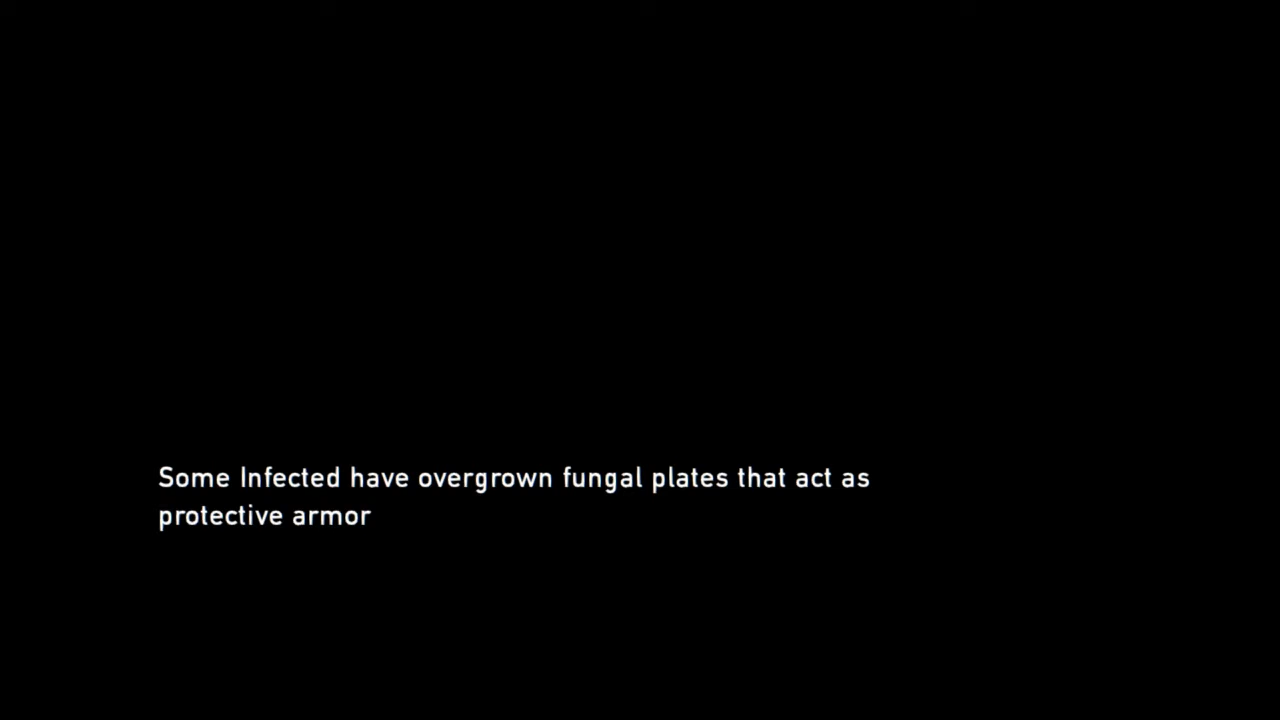 Some Infected have overgrown fungal plates that act as
protective armor